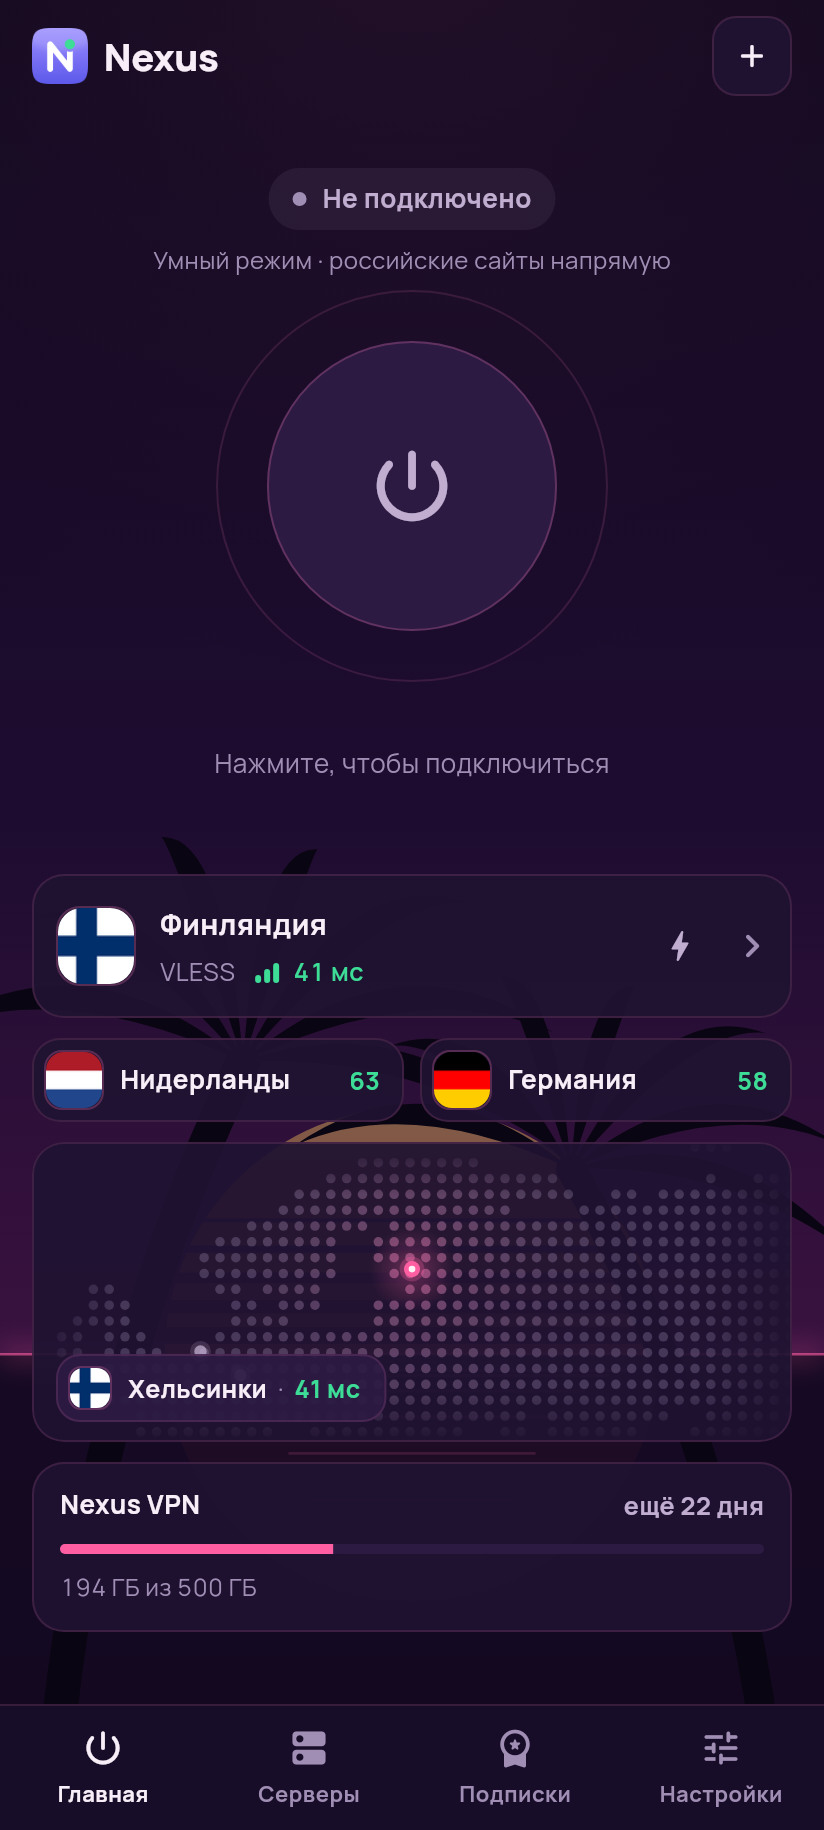 Nexus
Не подключено
Умный режим · российские сайты напрямую
Нажмите, чтобы подключиться
Финляндия
VLESS 41 мс
Нидерланды 63
Германия 58
Хельсинки · 41 мс
Nexus VPN ещё 22 дня
194 ГБ из 500 ГБ
Главная Серверы Подписки Настройки